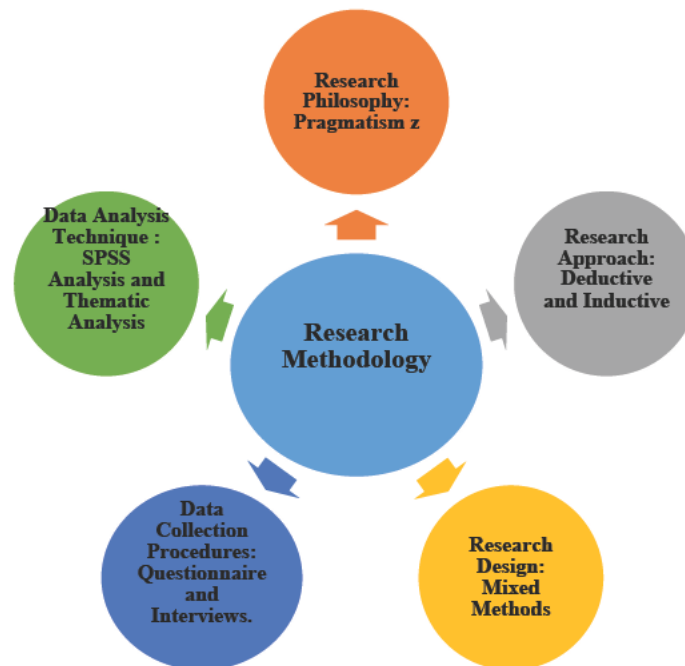 Research
Philosophy:
Pragmatism z
Data Analysis
Technique :
SPSS
Analysis and
Thematic
Analysis
Research
Approach:
Deductive
and Inductive
Research
Methodology
Data
Collection
Procedures:
Questionnaire
and
Interviews.
Research
Design:
Mixed
Methods